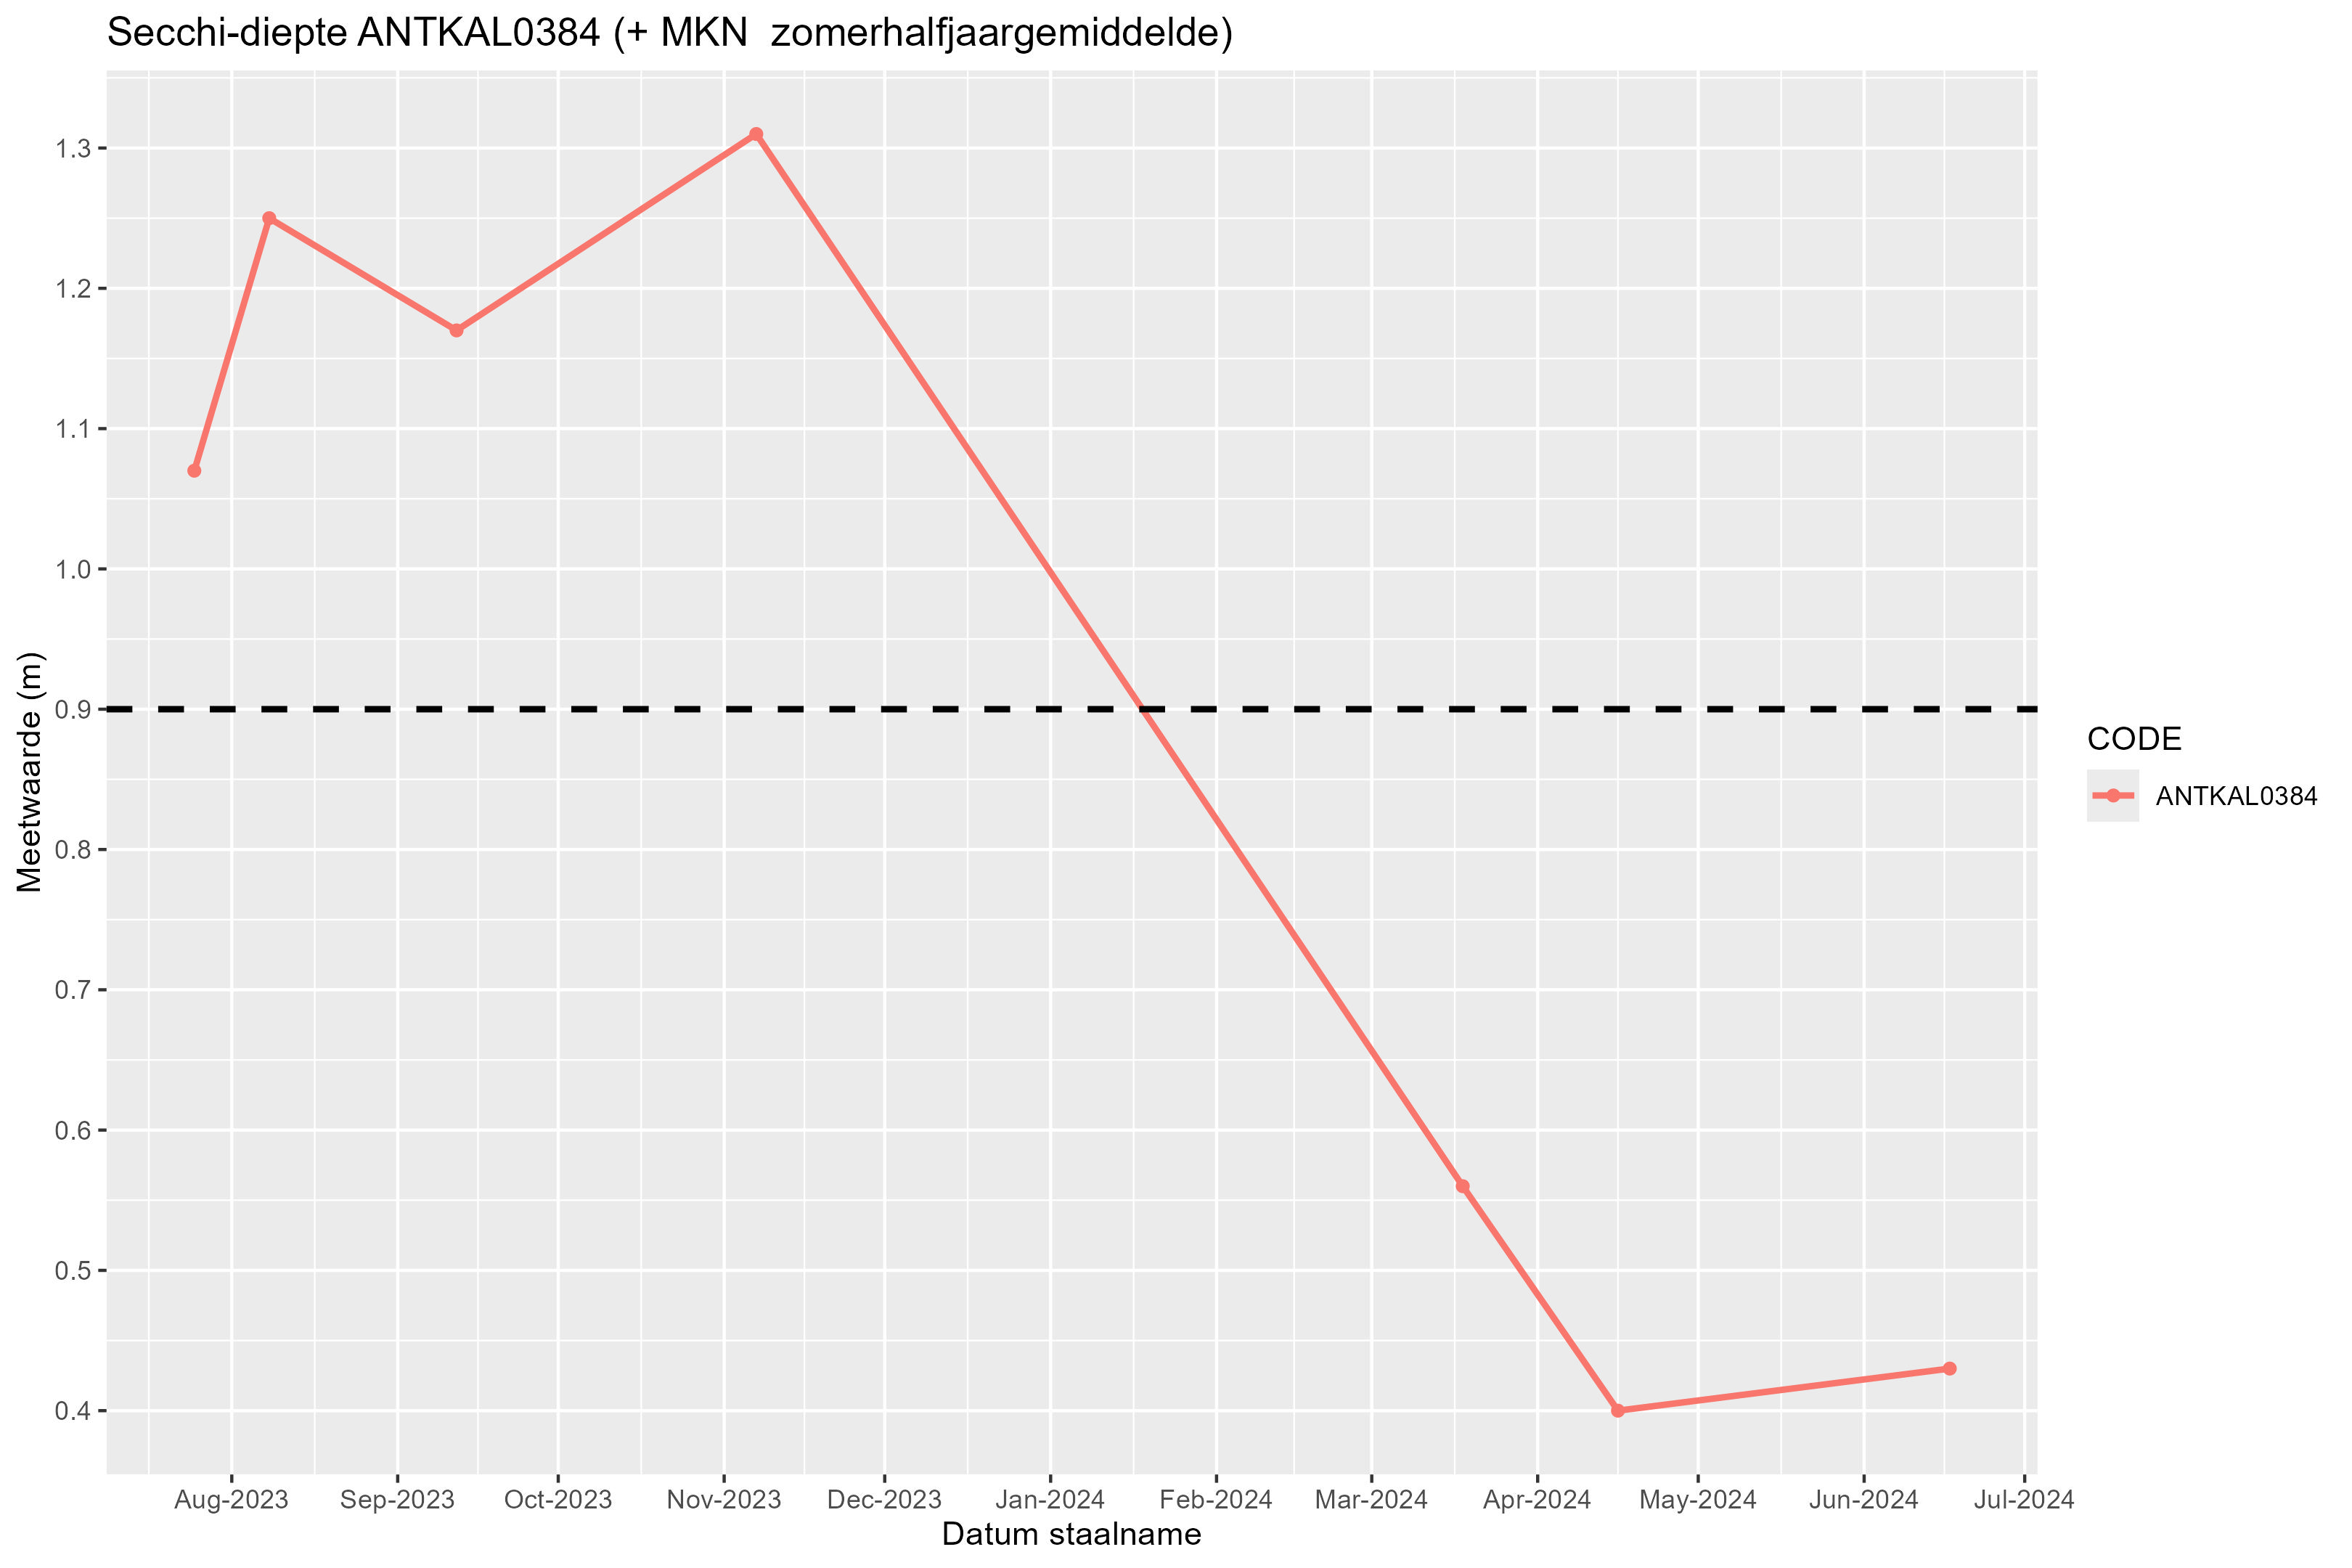 Secchi-diepte ANTKAL0384 (+ MKN  zomerhalfjaargemiddelde)
Meetwaarde (m)
1.3
1.2
1.1
1.0
0.9
0.8
0.7
0.6
0.5
0.4
Aug-2023 Sep-2023 Oct-2023 Nov-2023 Dec-2023 Jan-2024 Feb-2024 Mar-2024 Apr-2024 May-2024 Jun-2024 Jul-2024
Datum staalname
CODE
ANTKAL0384